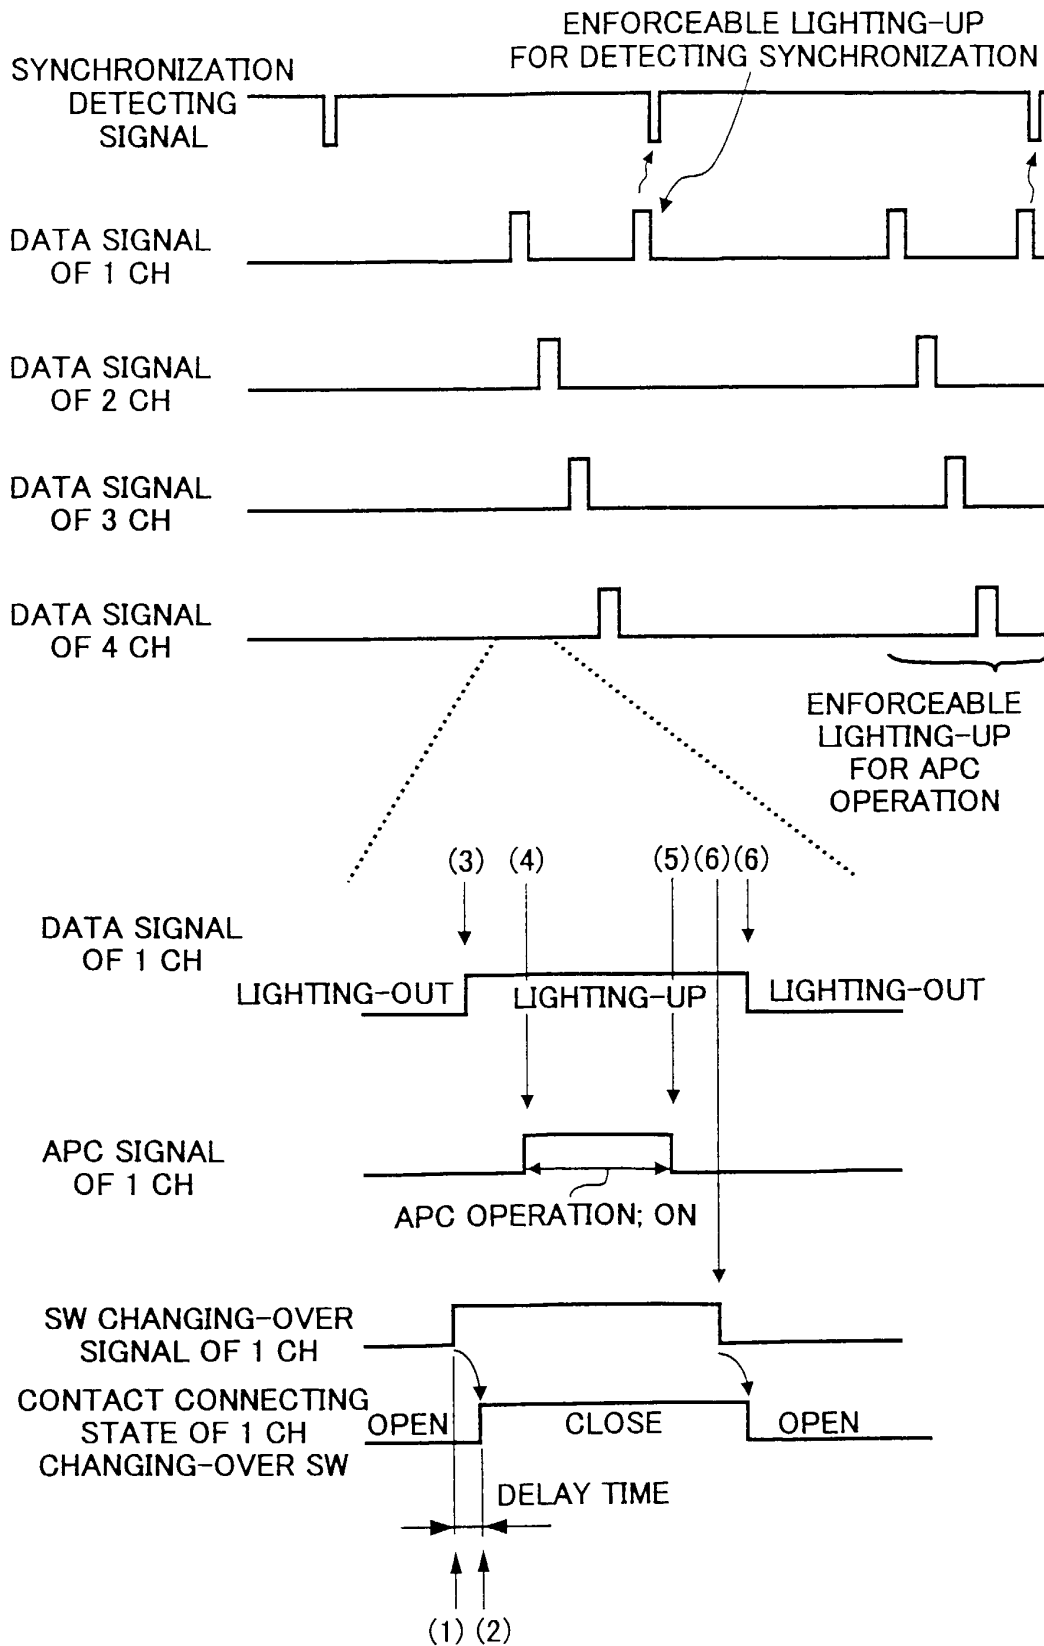 ENFORCEABLE LIGHTING-UP
FOR DETECTING SYNCHRONIZATION
SYNCHRONIZATION
DETECTING
SIGNAL
DATA SIGNAL
OF 1 CH
DATA SIGNAL
OF 2 CH
DATA SIGNAL
OF 3 CH
DATA SIGNAL
OF 4 CH
ENFORCEABLE
LIGHTING-UP
FOR APC
OPERATION
(3) (4) (5) (6) (6)
DATA SIGNAL
OF 1 CH
LIGHTING-OUT LIGHTING-UP LIGHTING-OUT
APC SIGNAL
OF 1 CH
APC OPERATION; ON
SW CHANGING-OVER
SIGNAL OF 1 CH
CONTACT CONNECTING
STATE OF 1 CH
CHANGING-OVER SW
OPEN CLOSE OPEN
DELAY TIME
(1) (2)